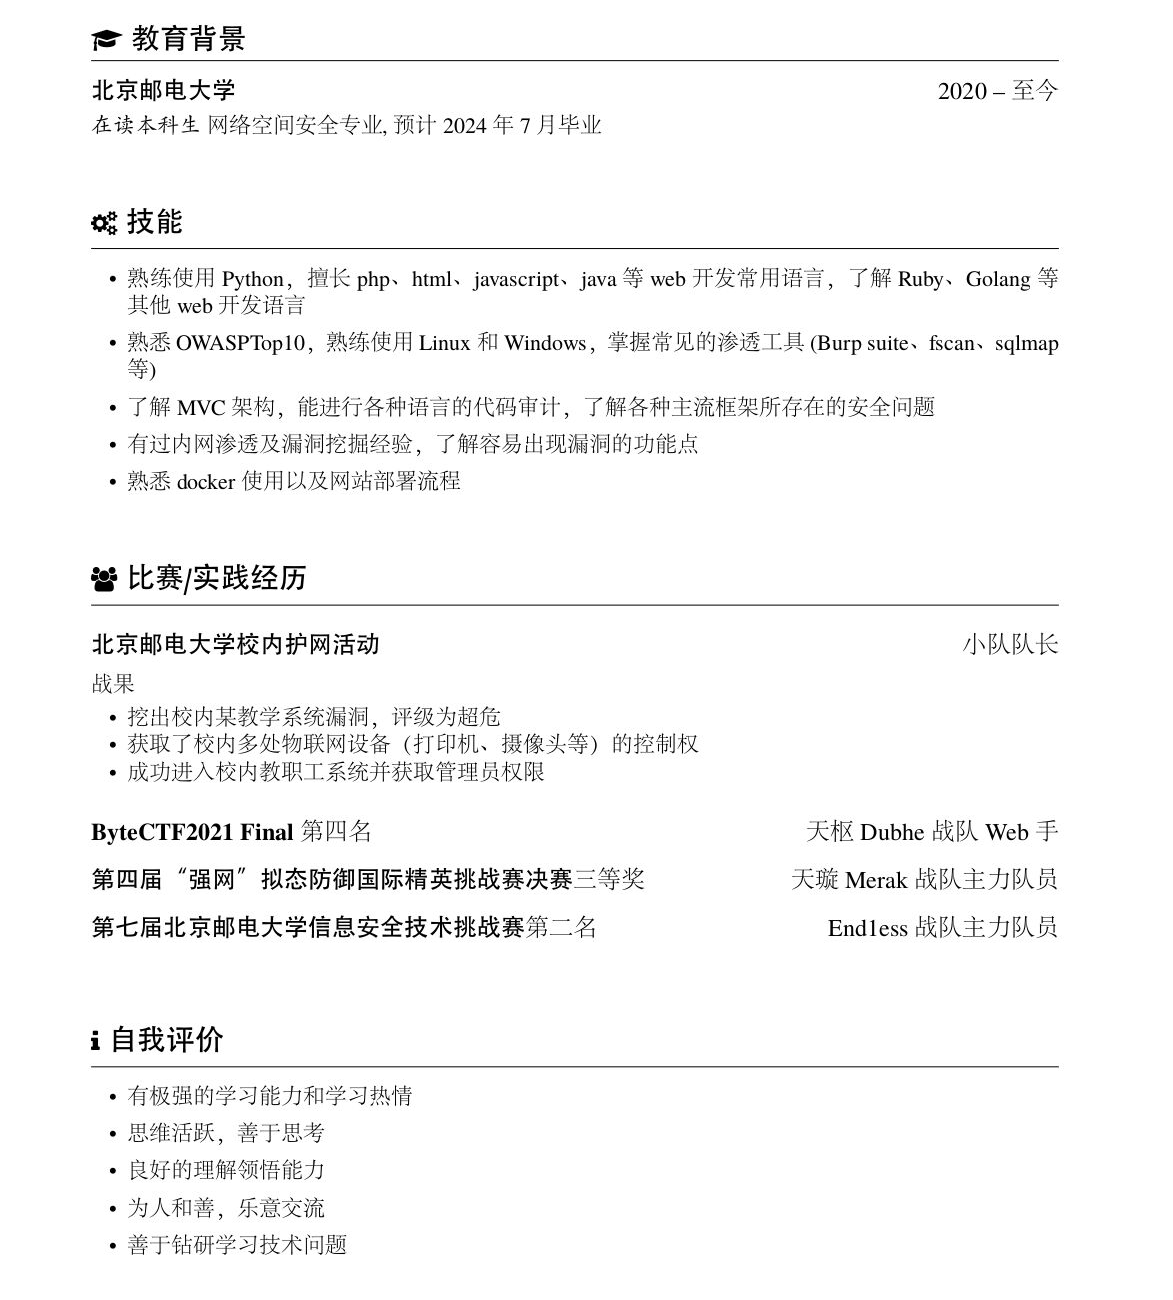 教育背景
北京邮电大学 2020 – 至今
在读本科生 网络空间安全专业, 预计 2024 年 7 月毕业
技能
• 熟练使用 Python，擅长 php、html、javascript、java 等 web 开发常用语言，了解 Ruby、Golang 等
其他 web 开发语言
• 熟悉 OWASPTop10，熟练使用 Linux 和 Windows，掌握常见的渗透工具 (Burp suite、fscan、sqlmap
等)
• 了解 MVC 架构，能进行各种语言的代码审计，了解各种主流框架所存在的安全问题
• 有过内网渗透及漏洞挖掘经验，了解容易出现漏洞的功能点
• 熟悉 docker 使用以及网站部署流程
比赛/实践经历
北京邮电大学校内护网活动 小队队长
战果
• 挖出校内某教学系统漏洞，评级为超危
• 获取了校内多处物联网设备（打印机、摄像头等）的控制权
• 成功进入校内教职工系统并获取管理员权限
ByteCTF2021 Final 第四名 天枢 Dubhe 战队 Web 手
第四届“强网”拟态防御国际精英挑战赛决赛三等奖 天璇 Merak 战队主力队员
第七届北京邮电大学信息安全技术挑战赛第二名 End1ess 战队主力队员
自我评价
• 有极强的学习能力和学习热情
• 思维活跃，善于思考
• 良好的理解领悟能力
• 为人和善，乐意交流
• 善于钻研学习技术问题